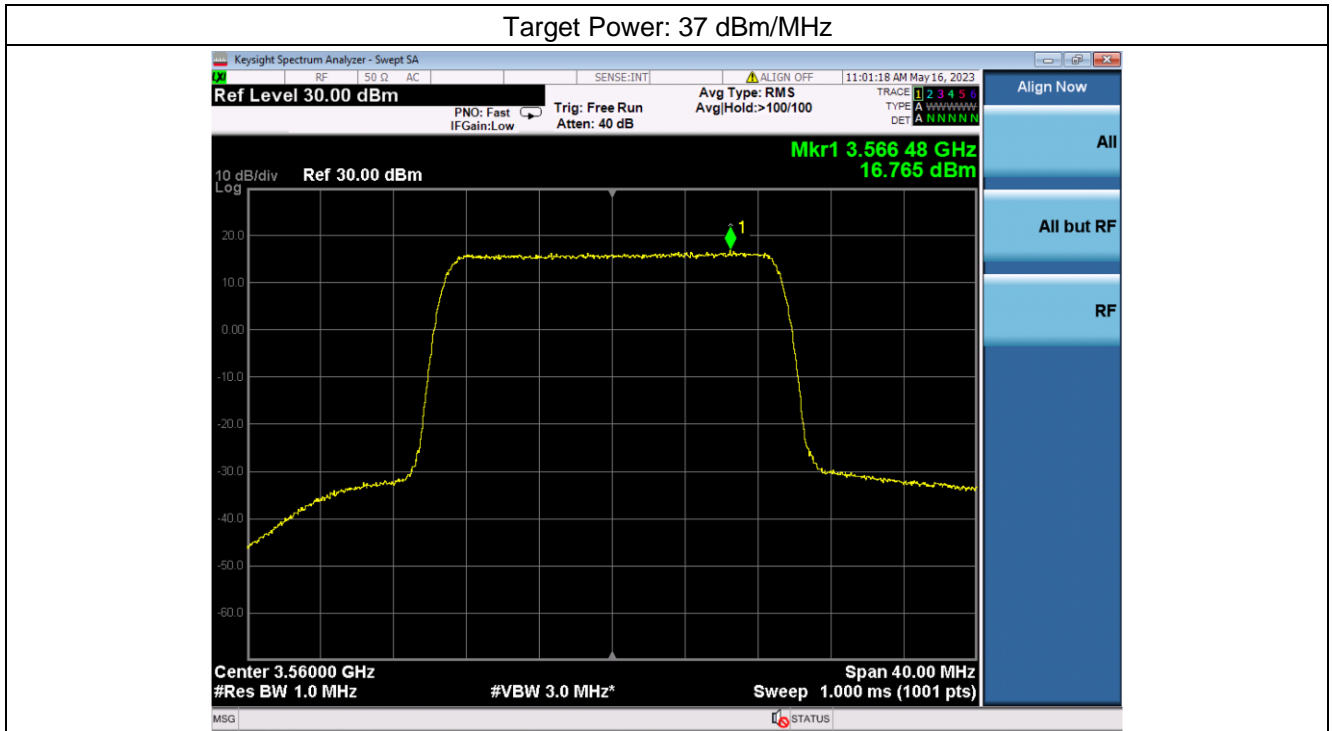 Target Power: 37 dBm/MHz
Keysight Spectrum Analyzer - Swept SA
LXI RF 50 Ω AC SENSE:INT ALIGN OFF 11:01:18 AM May 16, 2023
Ref Level 30.00 dBm
PNO: Fast
IFGain:Low
Trig: Free Run
Atten: 40 dB
Avg Type: RMS
Avg|Hold:>100/100
TRACE 1 2 3 4 5 6
TYPE A WWWWW
DET A N N N N N
Align Now
All
All but RF
RF
Mkr1 3.566 48 GHz
16.765 dBm
10 dB/div Ref 30.00 dBm
Log
1
20.0
10.0
0.00
-10.0
-20.0
-30.0
-40.0
-50.0
-60.0
Center 3.56000 GHz Span 40.00 MHz
#Res BW 1.0 MHz #VBW 3.0 MHz* Sweep 1.000 ms (1001 pts)
MSG STATUS